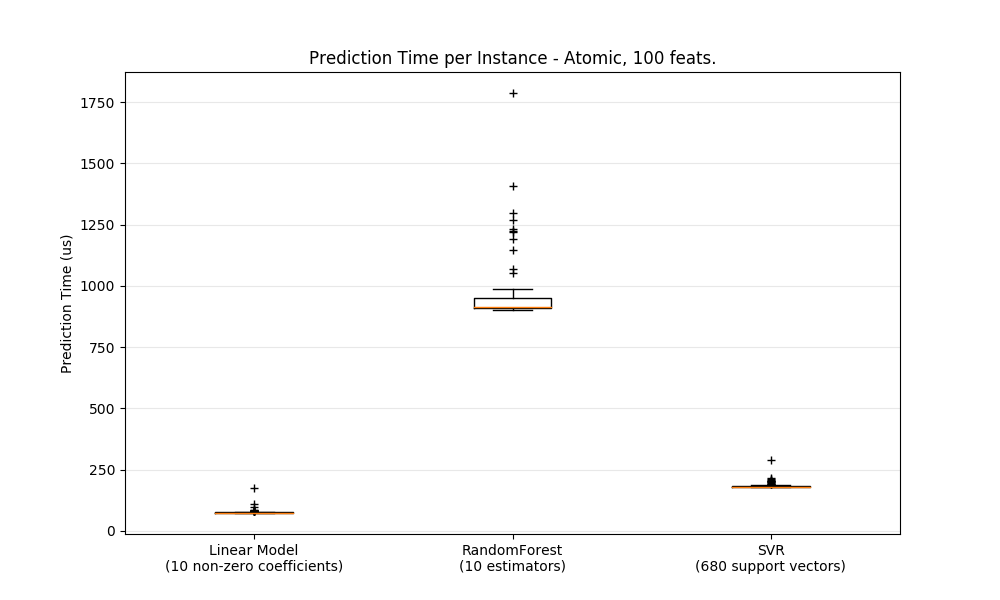 Prediction Time per Instance - Atomic, 100 feats.
Prediction Time (us)
1750
1500
1250
1000
750
500
250
0
Linear Model
(10 non-zero coefficients)
RandomForest
(10 estimators)
SVR
(680 support vectors)